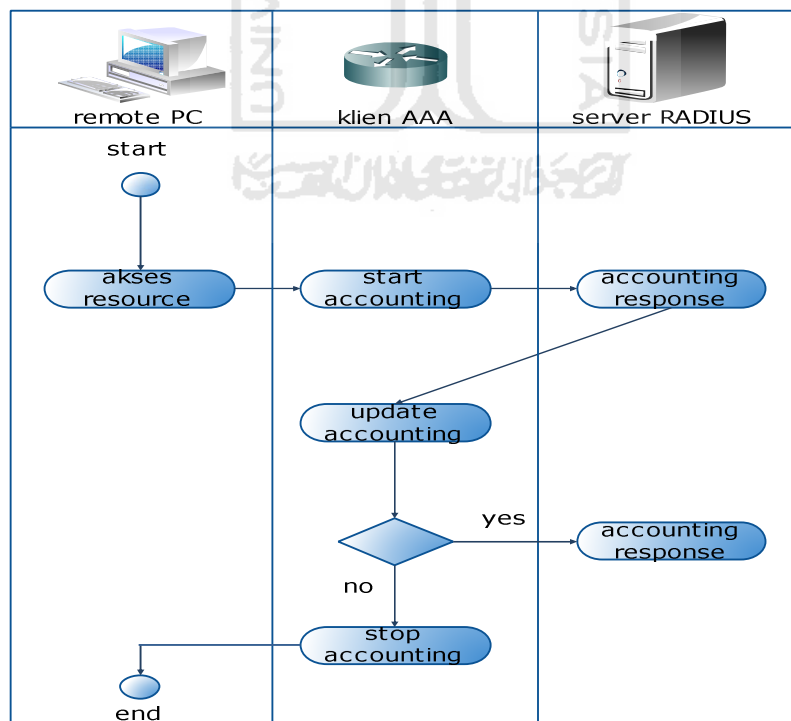 remote PC
klien AAA
server RADIUS
start
akses
resource
start
accounting
accounting
response
update
accounting
yes
accounting
response
no
stop
accounting
end